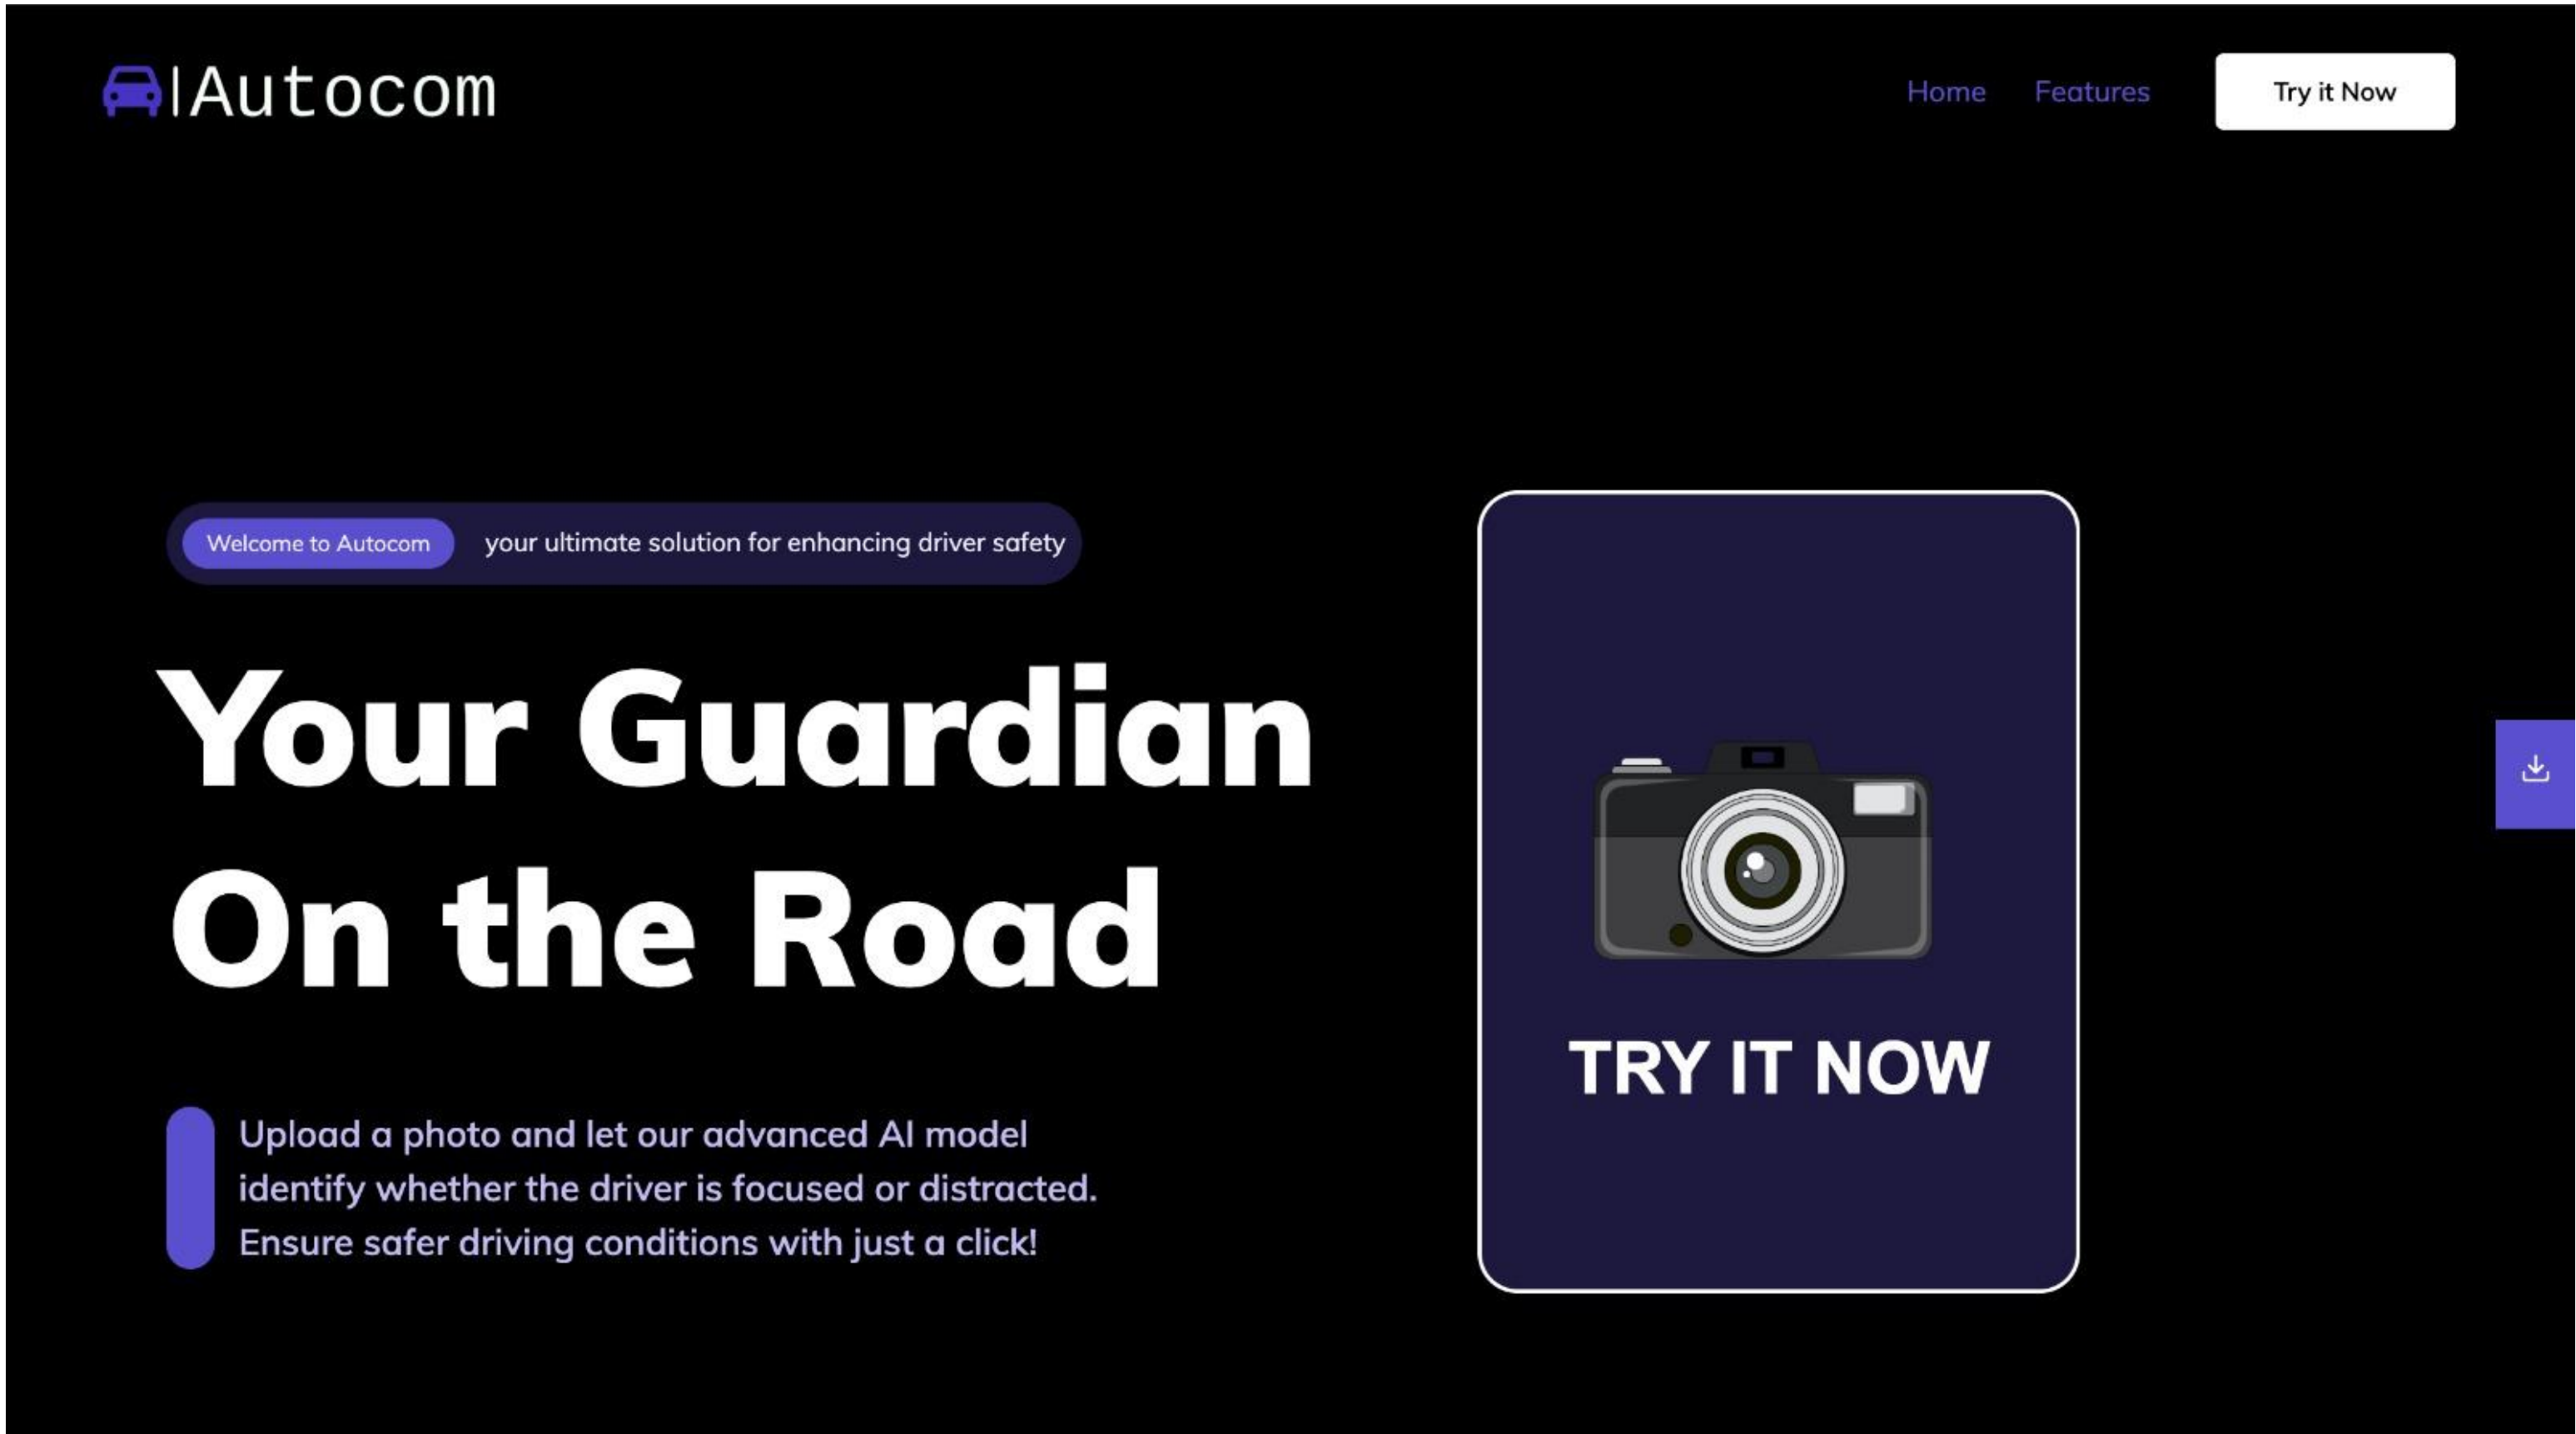 |Autocom
Home
Features
Try it Now
Welcome to Autocom your ultimate solution for enhancing driver safety
Your Guardian
On the Road
Upload a photo and let our advanced AI model
identify whether the driver is focused or distracted.
Ensure safer driving conditions with just a click!
TRY IT NOW